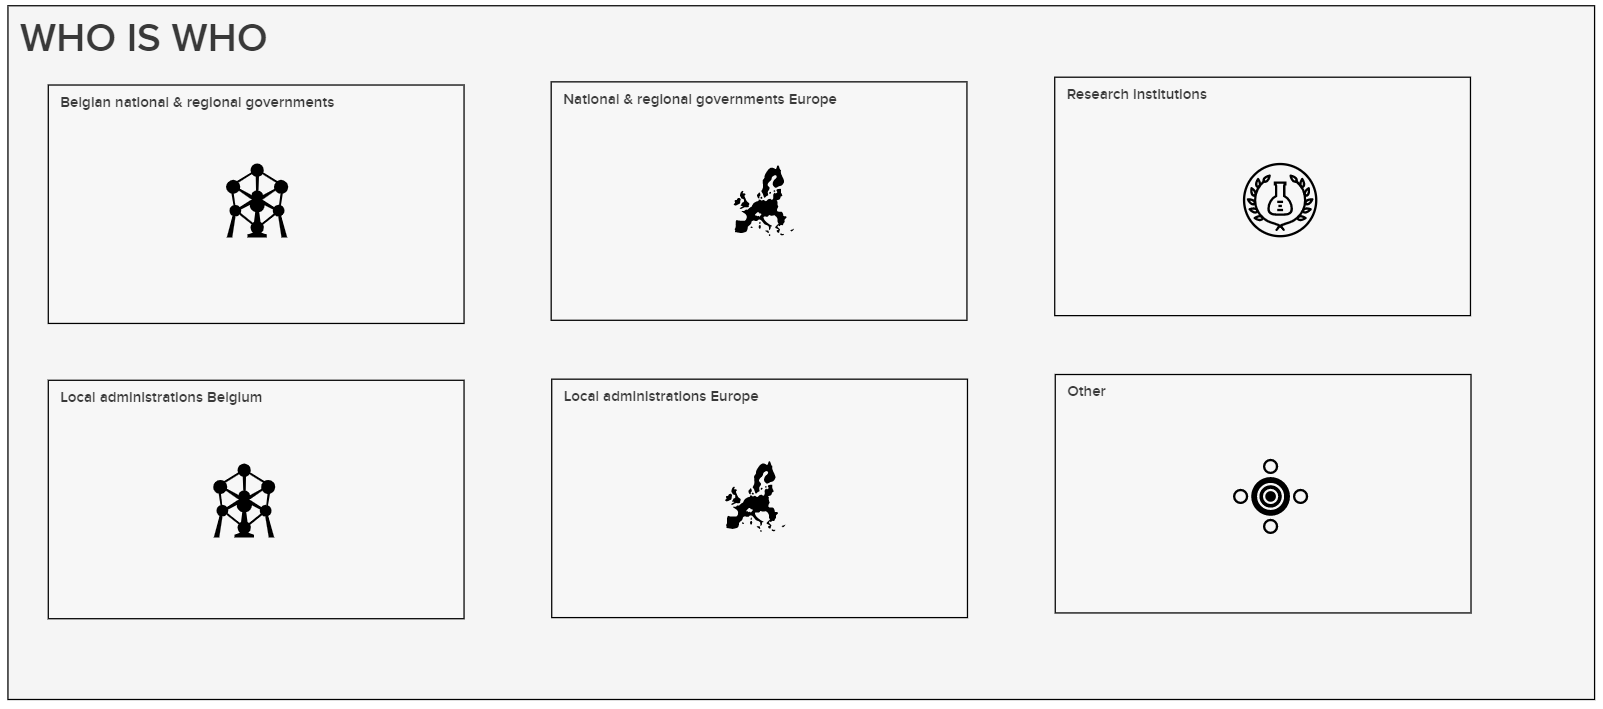 WHO IS WHO
Belgian national & regional governments
National & regional governments Europe
Research institutions
Local administrations Belgium
Local administrations Europe
Other